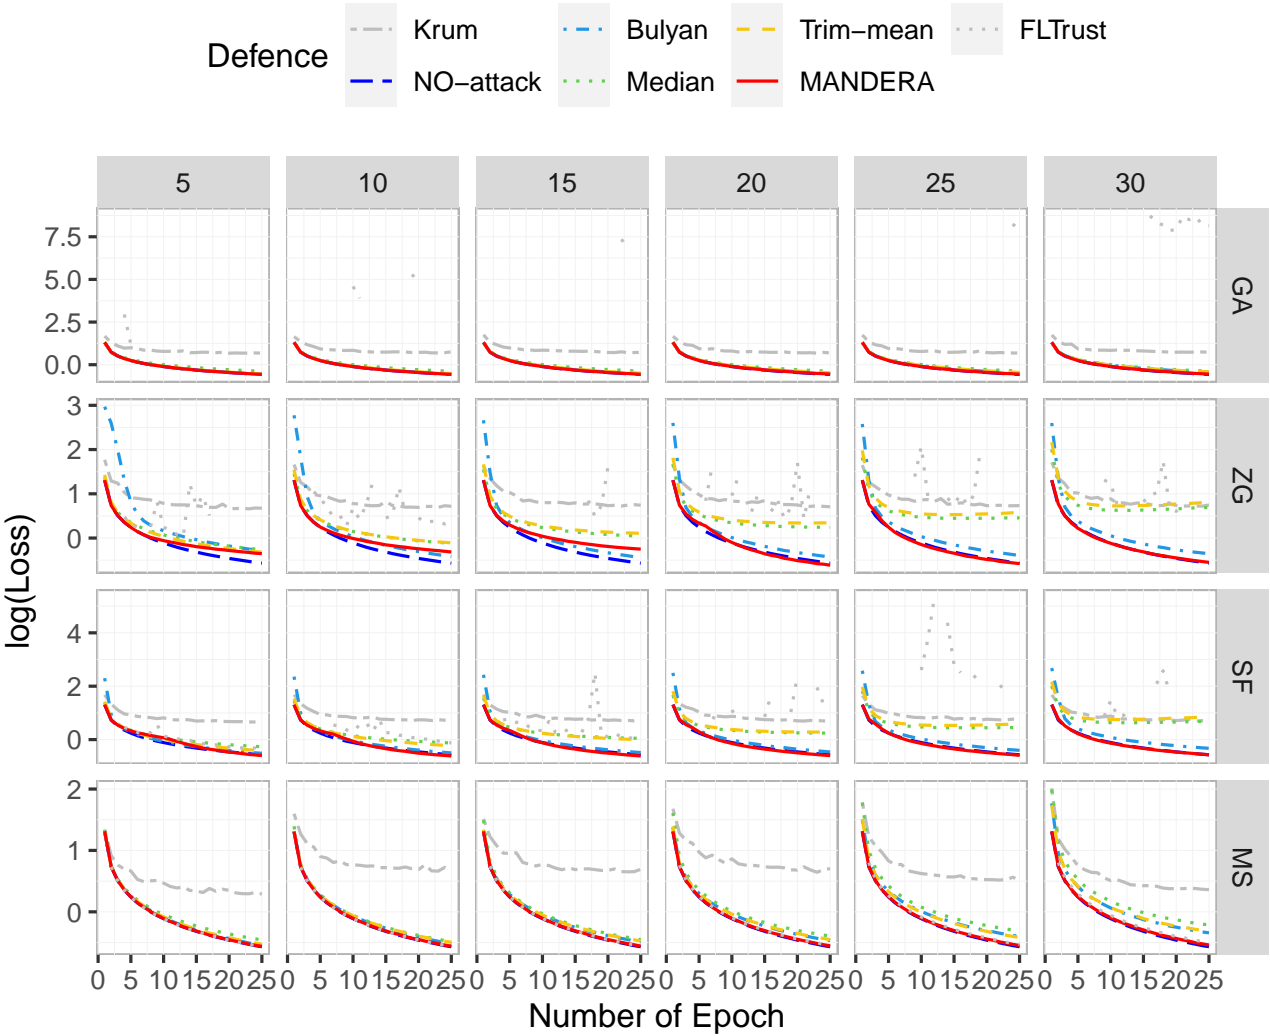 Defence
Krum
Bulyan
Trim−mean
FLTrust
NO−attack
Median
MANDERA
5 10 15 20 25 30
7.5
5.0
2.5
0.0
GA
3
2
1
0
ZG
4
2
0
SF
2
1
0
MS
log(Loss)
0 5 10 15 20 25 0 5 10 15 20 25 0 5 10 15 20 25 0 5 10 15 20 25 0 5 10 15 20 25 0 5 10 15 20 25
Number of Epoch